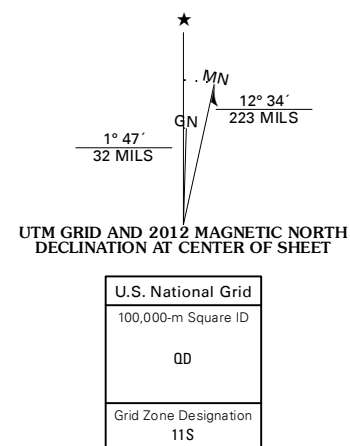 ★
MN
GN
12° 34´
223 MILS
1° 47´
32 MILS
UTM GRID AND 2012 MAGNETIC NORTH
DECLINATION AT CENTER OF SHEET
U.S. National Grid
100,000-m Square ID
QD
Grid Zone Designation
11S